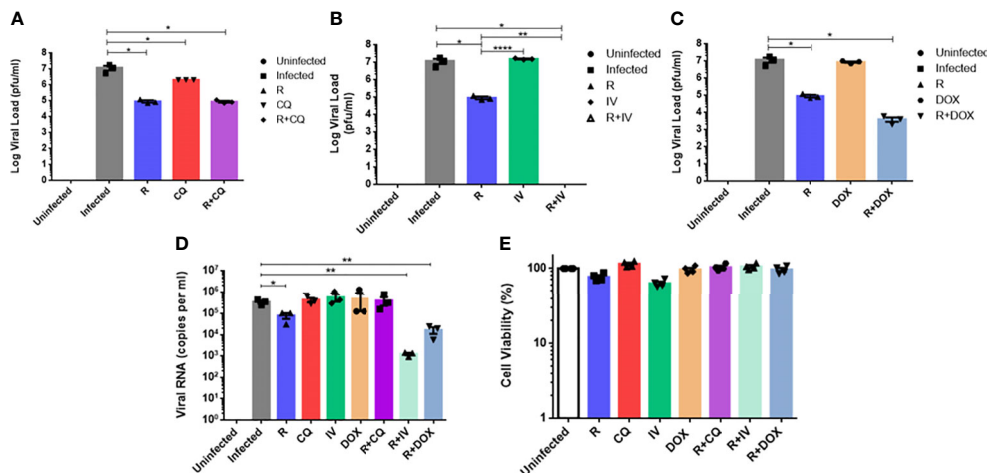 A
Log Viral Load (pfu/ml)
8
7
6
5
4
3
2
1
0
* 
*
*
Uninfected
Infected
R
CQ
R+CQ
Uninfected
Infected
R
CQ
R+CQ
B
Log Viral Load
(pfu/ml)
8
7
6
5
4
3
2
1
0
*
**
*
****
Uninfected
Infected
R
IV
R+IV
Uninfected
Infected
R
IV
R+IV
C
Log Viral Load (pfu/ml)
8
7
6
5
4
3
2
1
0
*
*
Uninfected
Infected
R
DOX
R+DOX
Uninfected
Infected
R
DOX
R+DOX
D
Viral RNA (copies per ml)
10⁷
10⁶
10⁵
10⁴
10³
10²
10¹
10⁰
**
**
*
Uninfected
Infected
R
CQ
IV
DOX
R+CQ
R+IV
R+DOX
E
Cell Viability (%)
100
10
1
Uninfected
R
CQ
IV
DOX
R+CQ
R+IV
R+DOX